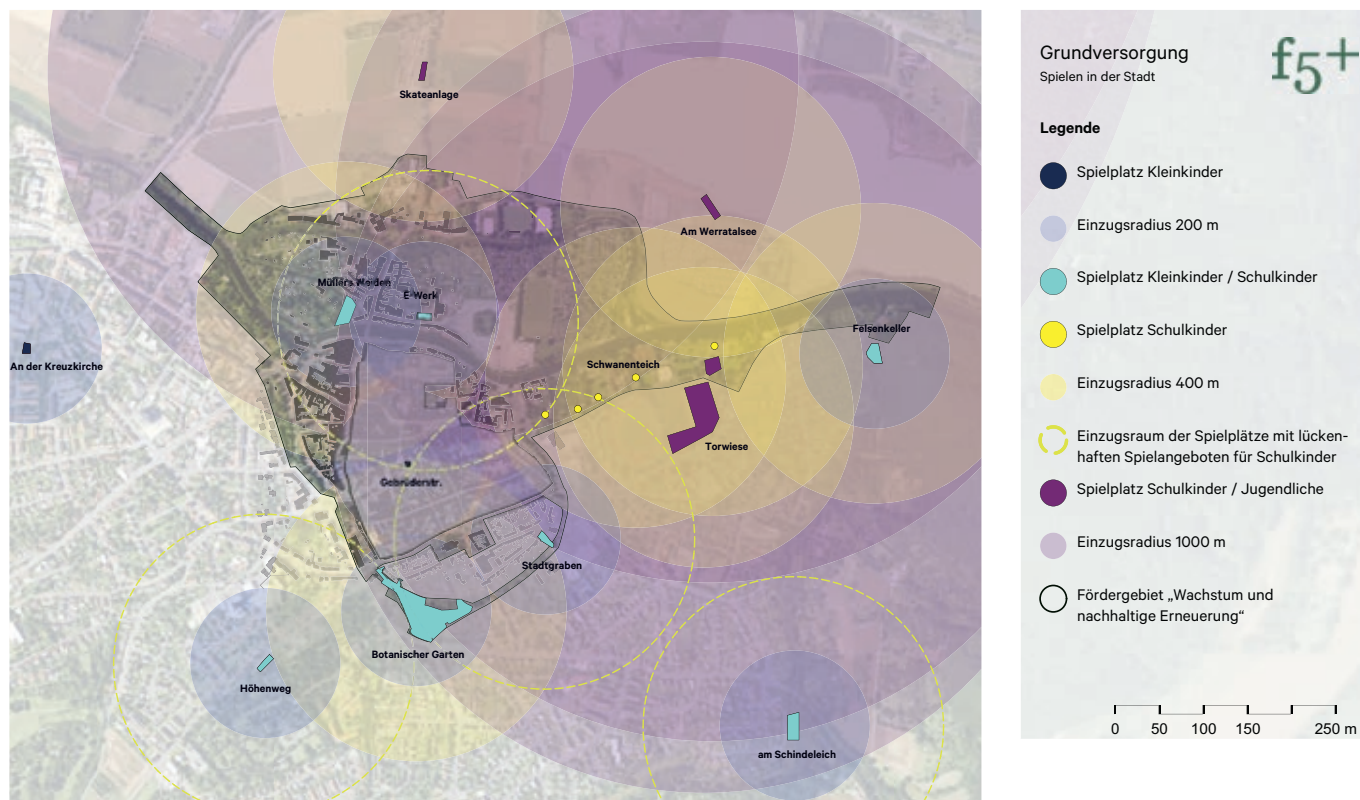 Skateanlage
Am Werratalsee
Müllers Weiden
E-Werk
Felsenkeller
An der Kreuzkirche
Schwanenteich
Torwiese
Gebrüderstr.
Stadtgraben
Botanischer Garten
Höhenweg
am Schindeleich
Grundversorgung
Spielen in der Stadt
f5+
Legende
Spielplatz Kleinkinder
Einzugsradius 200 m
Spielplatz Kleinkinder / Schulkinder
Spielplatz Schulkinder
Einzugsradius 400 m
Einzugsraum der Spielplätze mit lücken-
haften Spielangeboten für Schulkinder
Spielplatz Schulkinder / Jugendliche
Einzugsradius 1000 m
Fördergebiet „Wachstum und
nachhaltige Erneuerung“
0 50 100 150 250 m